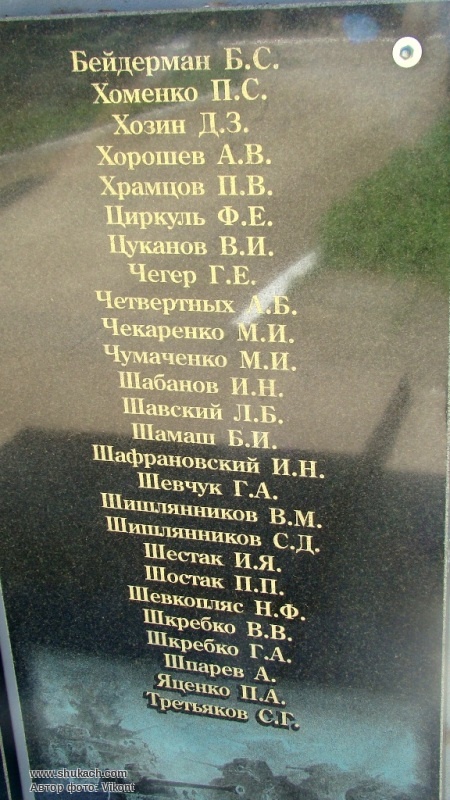 Бейдерман Б.С.
Хоменко П.С.
Хозин Д.З.
Хорошев А.В.
Храмцов П.В.
Циркуль Ф.Е.
Цуканов В.И.
Чегер Г.Е.
Четвертных А.Б.
Чекаренко М.И.
Чумаченко М.И.
Шабанов И.Н.
Шавский Л.Б.
Шамаш Б.И.
Шафрановский И.Н.
Шевчук Г.А.
Шишлянников В.М.
Шишлянников С.Д.
Шестак И.Я.
Шостак П.П.
Шевкопляс Н.Ф.
Шкребко В.В.
Шкребко Г.А.
Шпарев А.
Яценко П.А.
Третьяков С.Г.
www.shukach.com
Автор фото: Vikont